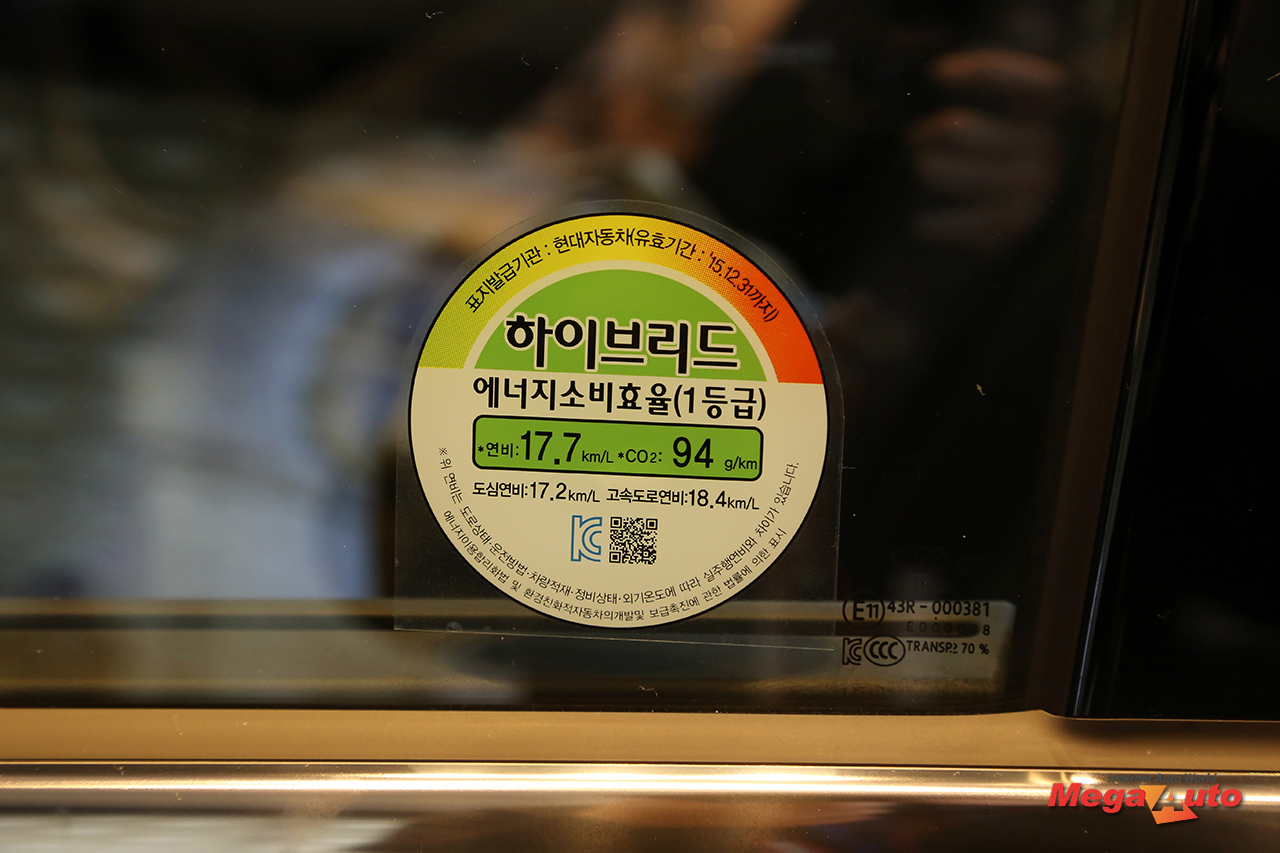 표지발급기관 : 현대자동차(유효기간 : '15.12.31까지)
하이브리드
에너지소비효율(1등급)
*연비:17.7km/L *CO2: 94 g/km
도심연비:17.2km/L 고속도로연비:18.4km/L
※ 위 연비는 도로상태·운전방법·차량적재·정비상태·외기온도에 따라 실주행연비와 차이가 있습니다.
에너지이용합리화법 및 환경친화적자동차의개발및 보급촉진에 관한 법률에 의한 표시
E11 43R - 000381
CCC TRANSP.≥ 70 %
Mega Auto